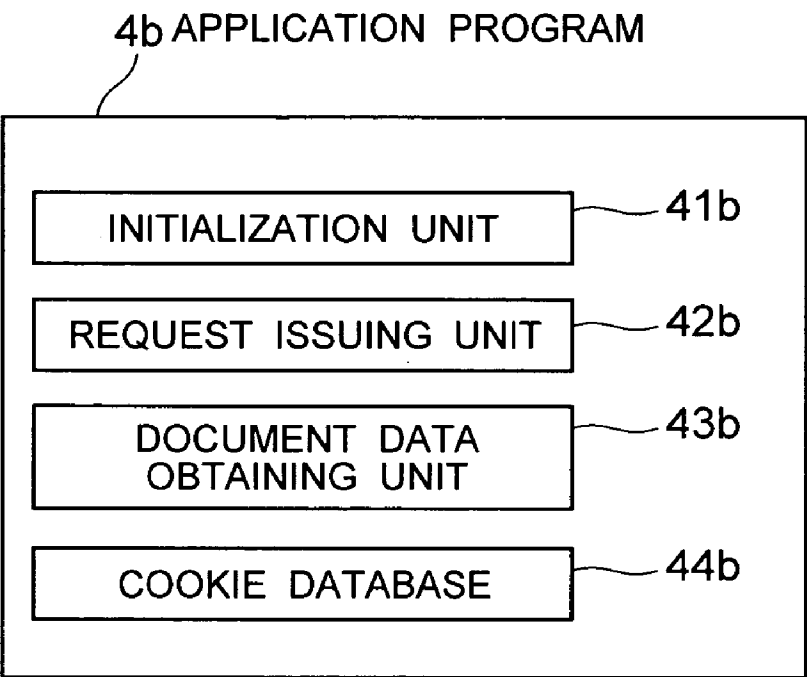 4b APPLICATION PROGRAM
INITIALIZATION UNIT 41b
REQUEST ISSUING UNIT 42b
DOCUMENT DATA
OBTAINING UNIT 43b
COOKIE DATABASE 44b